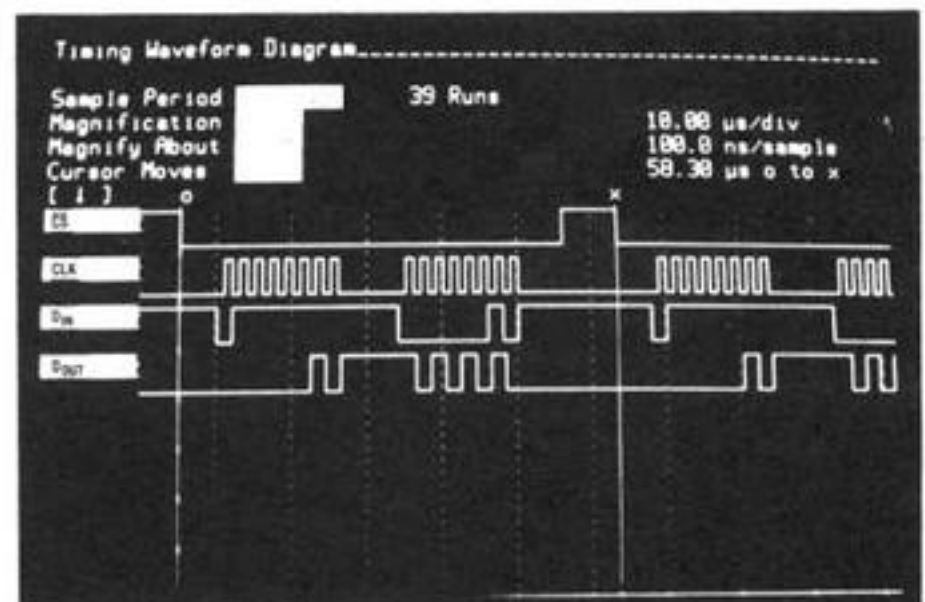 Timing Waveform Diagram
Sample Period
39 Runs
Magnification
10.00 µs/div
Magnify About
100.0 ns/sample
Cursor Moves
58.30 µs o to x
[ ↓ ]
o
x
CS
CLK
DIN
DOUT